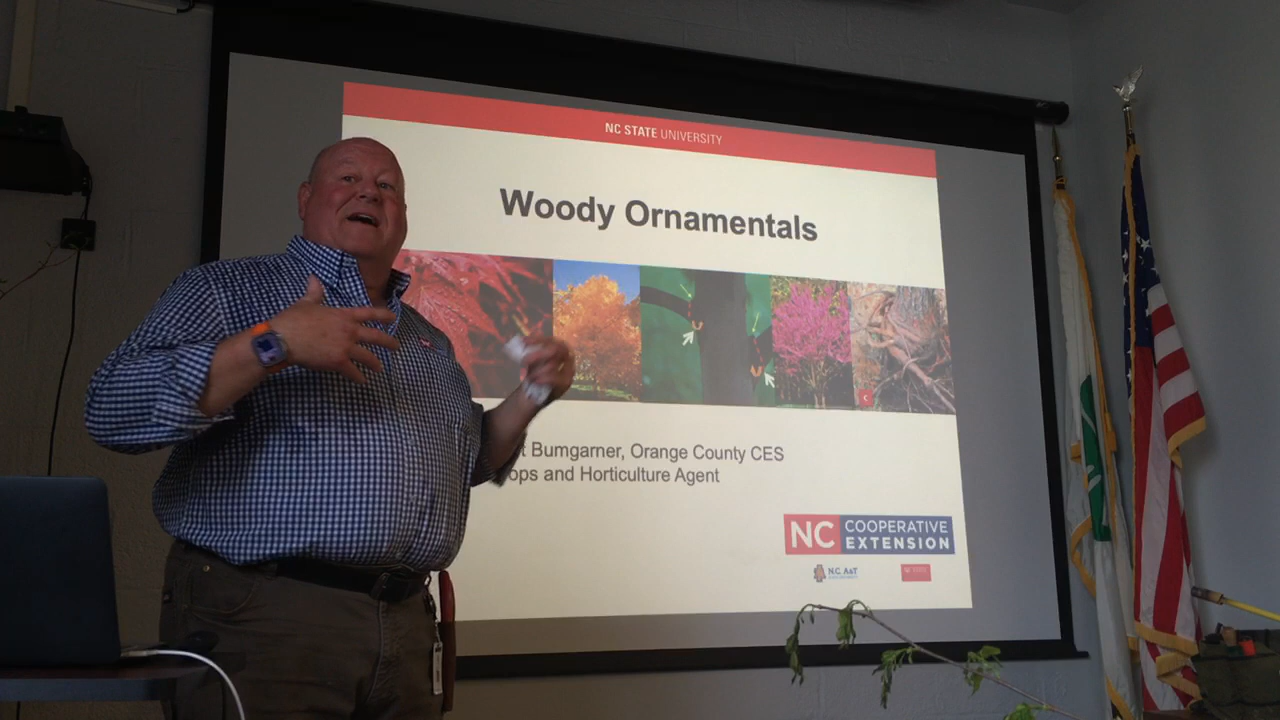 NC STATE UNIVERSITY
Woody Ornamentals
C
t Bumgarner, Orange County CES
ops and Horticulture Agent
NC COOPERATIVE
EXTENSION
N.C. A&T